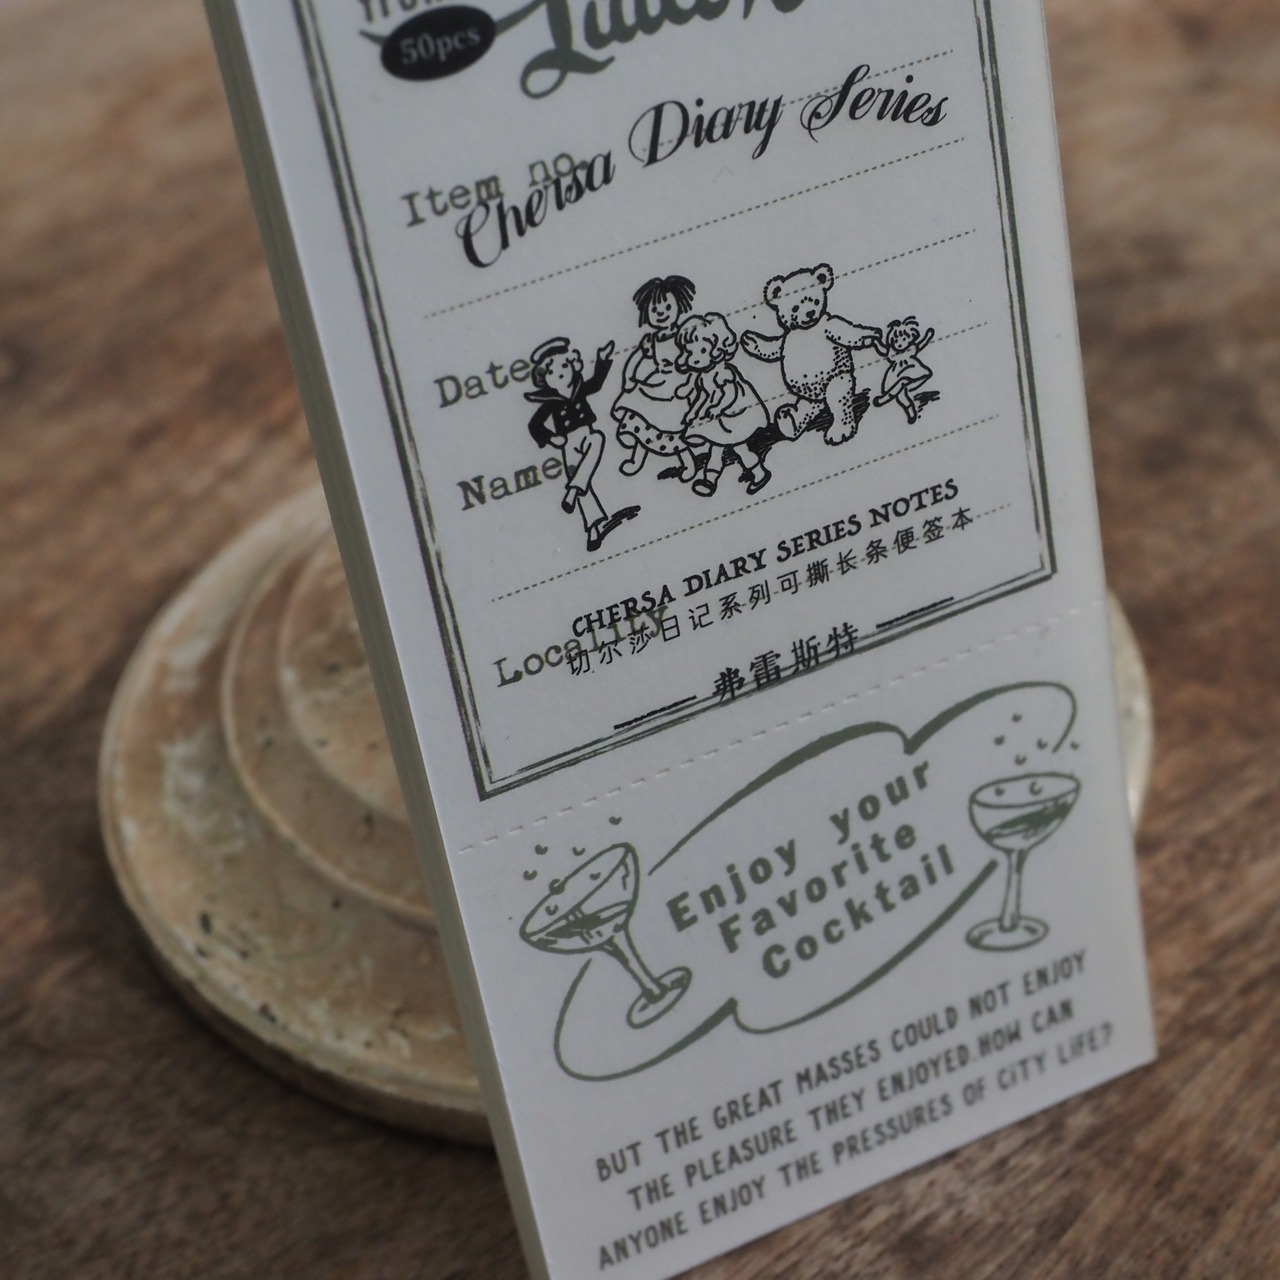 50pcs
Item no.
Chersa Diary Series
Date
Name
CHERSA DIARY SERIES NOTES
切尔莎日记系列可撕长条便签本
Locality
弗雷斯特
Enjoy your
Favorite
Cocktail
BUT THE GREAT MASSES COULD NOT ENJOY
THE PLEASURE THEY ENJOYED.HOW CAN
ANYONE ENJOY THE PRESSURES OF CITY LIFE?